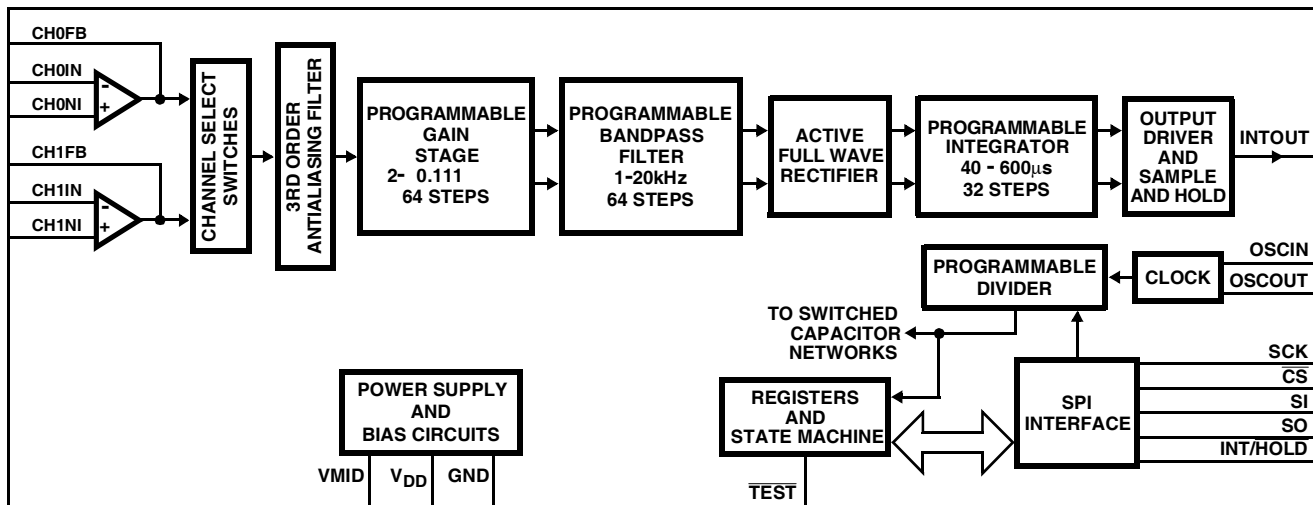 CH0FB
CH0IN
CH0NI
CH1FB
CH1IN
CH1NI
-
+
-
+
CHANNEL SELECT
SWITCHES
3RD ORDER
ANTIALIASING FILTER
PROGRAMMABLE
GAIN
STAGE
2- 0.111
64 STEPS
PROGRAMMABLE
BANDPASS
FILTER
1-20kHz
64 STEPS
ACTIVE
FULL WAVE
RECTIFIER
PROGRAMMABLE
INTEGRATOR
40 - 600μs
32 STEPS
OUTPUT
DRIVER
AND
SAMPLE
AND HOLD
INTOUT
PROGRAMMABLE
DIVIDER
CLOCK
OSCIN
OSCOUT
TO SWITCHED
CAPACITOR
NETWORKS
POWER SUPPLY
AND
BIAS CIRCUITS
VMID
VDD
GND
REGISTERS
AND
STATE MACHINE
TEST
SPI
INTERFACE
SCK
CS
SI
SO
INT/HOLD